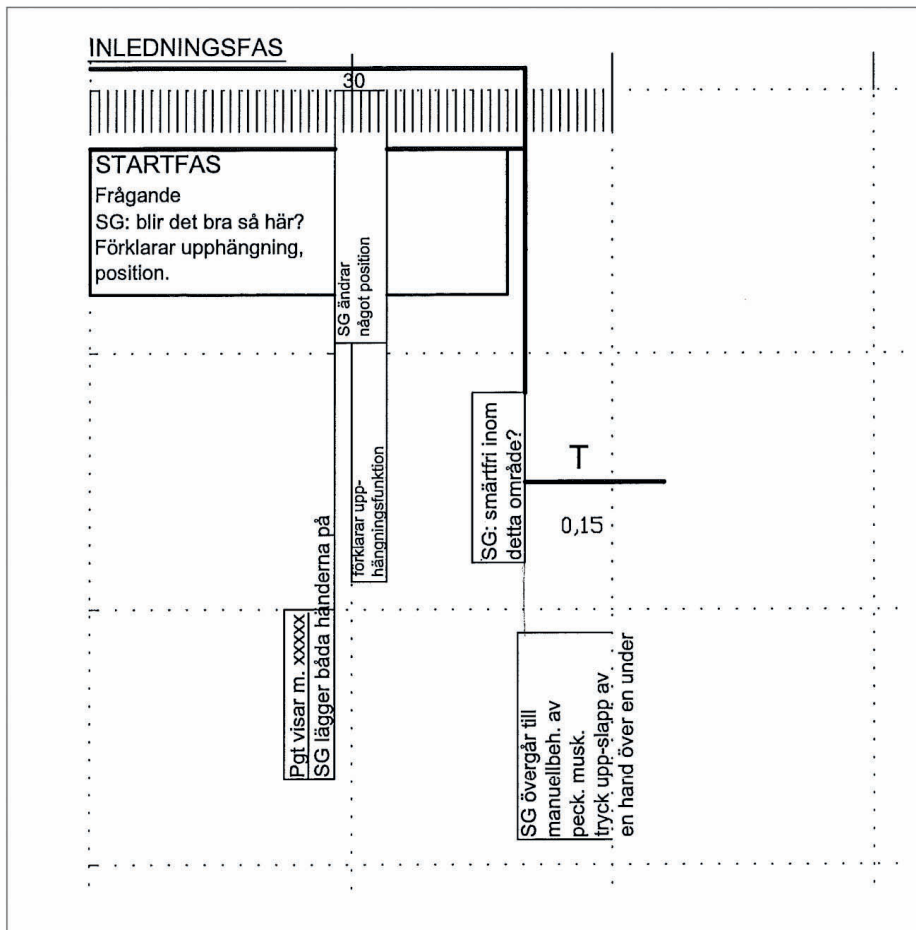 INLEDNINGSFAS
30
STARTFAS
Frågande
SG: blir det bra så här?
Förklarar upphängning,
position.
SG ändrar
något position
förklarar upp-
hängningsfunktion
Pgt visar m. xxxxx
SG lägger båda händerna på
SG: smärtfri inom
detta område?
T
0,15
SG övergår till
manuellbeh. av
peck. musk.
tryck upp-slapp av
en hand över en under